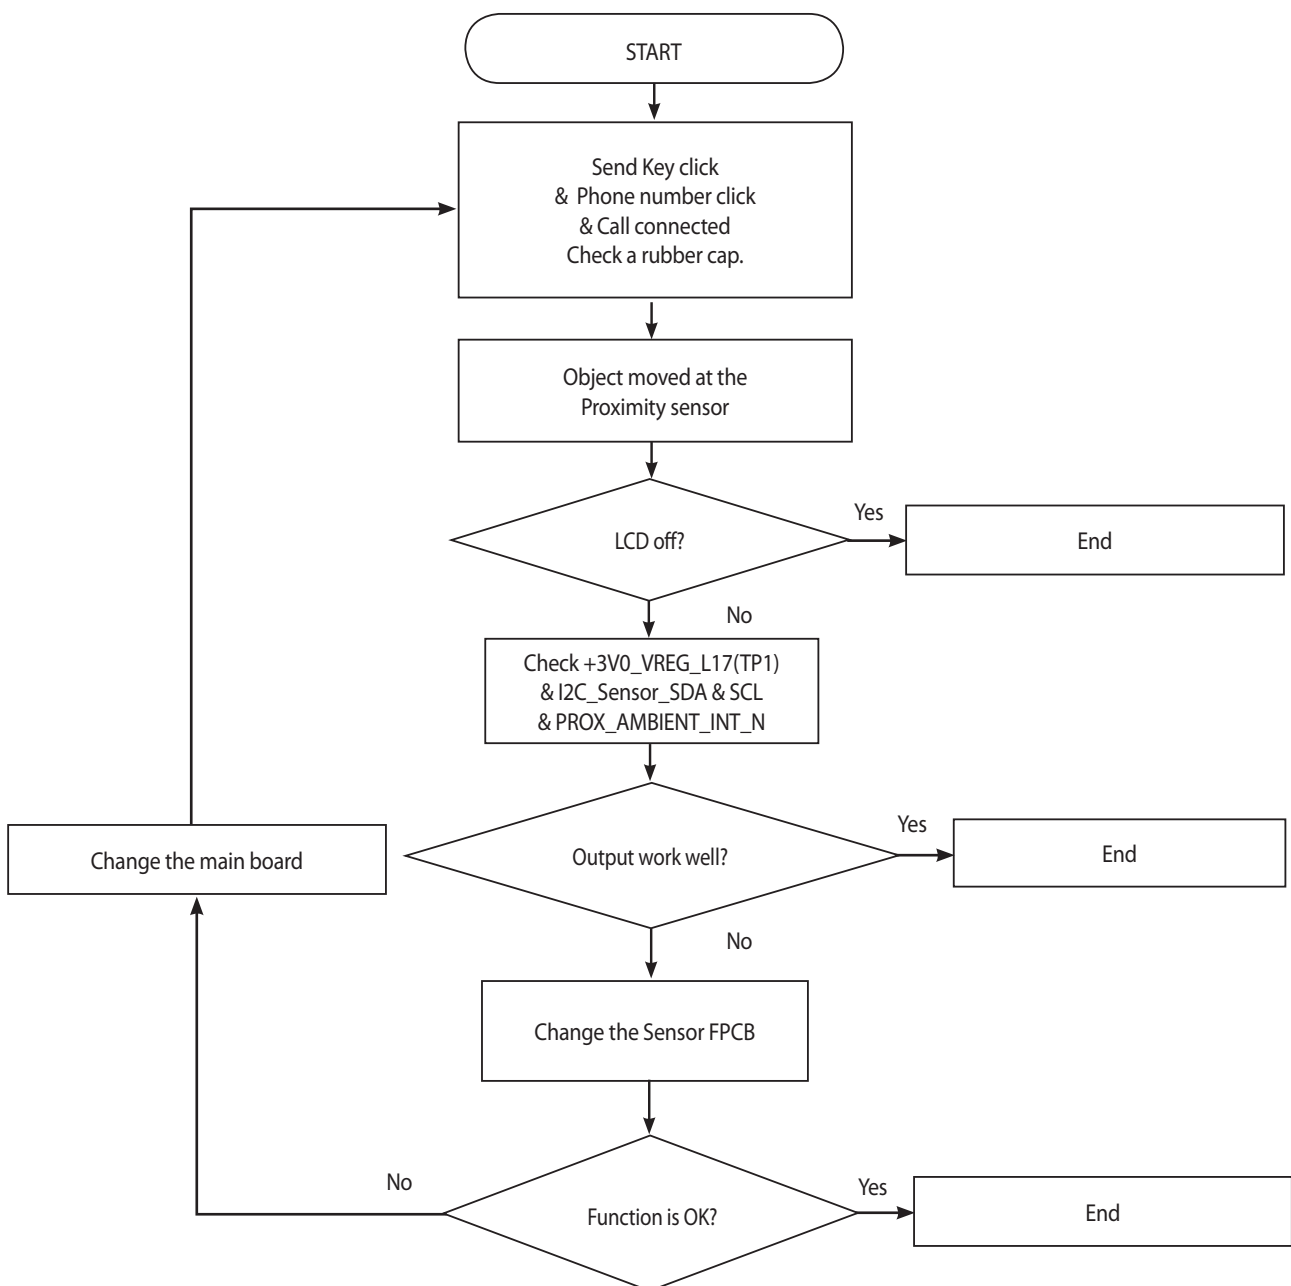 START
Send Key click
& Phone number click
& Call connected
Check a rubber cap.
Object moved at the
Proximity sensor
LCD off?
Yes
End
No
Check +3V0_VREG_L17(TP1)
& I2C_Sensor_SDA & SCL
& PROX_AMBIENT_INT_N
Change the main board
Output work well?
Yes
End
No
Change the Sensor FPCB
No
Function is OK?
Yes
End